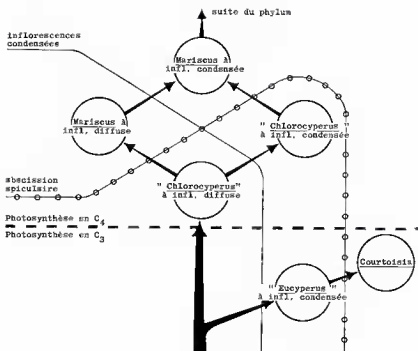 suite du phylum
inflorescences
condensées
Mariscus à
infl. condensée
Mariscus à
infl. diffuse
" Chlorocyperus "
à infl. condensée
abscission
spiculaire
" Chlorocyperus"
à infl. diffuse
Photosynthèse en C4
Photosynthèse en C3
Courtoisia
" Eucyperus "
à infl. condensée